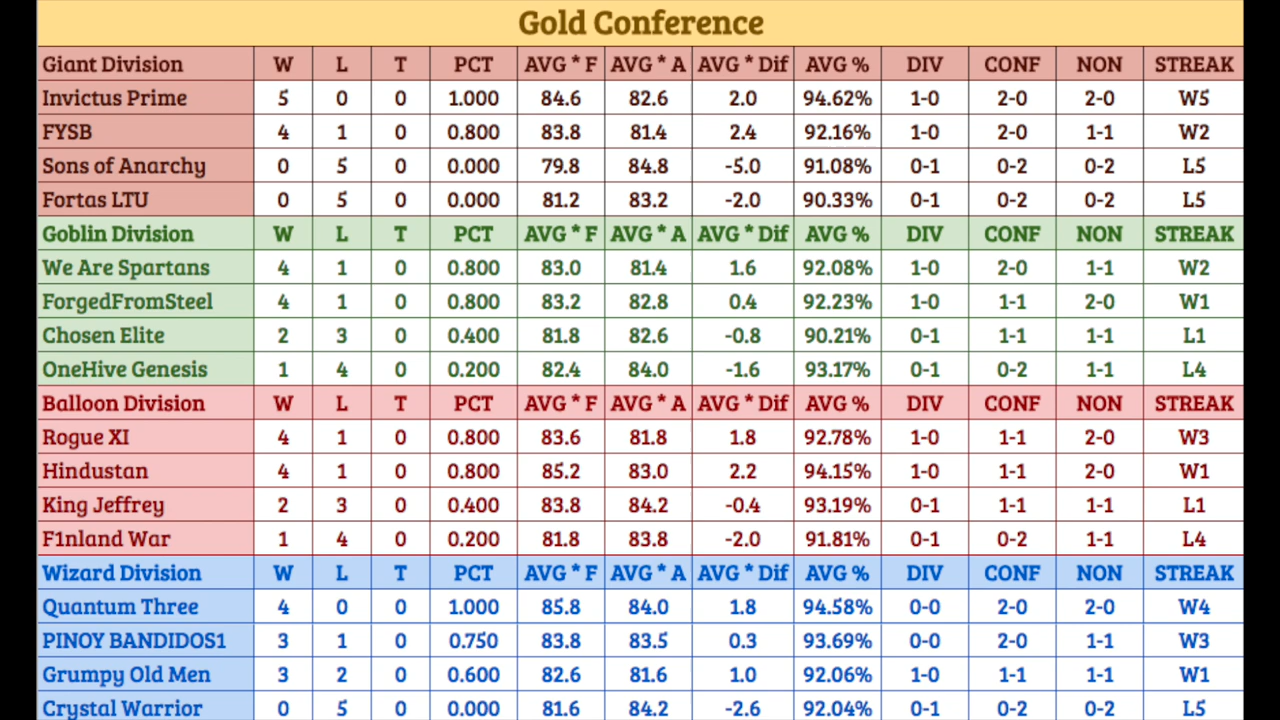 Gold Conference
Giant Division W L T PCT AVG * F AVG * A AVG * Dif AVG % DIV CONF NON STREAK
Invictus Prime 5 0 0 1.000 84.6 82.6 2.0 94.62% 1-0 2-0 2-0 W5
FYSB 4 1 0 0.800 83.8 81.4 2.4 92.16% 1-0 2-0 1-1 W2
Sons of Anarchy 0 5 0 0.000 79.8 84.8 -5.0 91.08% 0-1 0-2 0-2 L5
Fortas LTU 0 5 0 0.000 81.2 83.2 -2.0 90.33% 0-1 0-2 0-2 L5
Goblin Division W L T PCT AVG * F AVG * A AVG * Dif AVG % DIV CONF NON STREAK
We Are Spartans 4 1 0 0.800 83.0 81.4 1.6 92.08% 1-0 2-0 1-1 W2
ForgedFromSteel 4 1 0 0.800 83.2 82.8 0.4 92.23% 1-0 1-1 2-0 W1
Chosen Elite 2 3 0 0.400 81.8 82.6 -0.8 90.21% 0-1 1-1 1-1 L1
OneHive Genesis 1 4 0 0.200 82.4 84.0 -1.6 93.17% 0-1 0-2 1-1 L4
Balloon Division W L T PCT AVG * F AVG * A AVG * Dif AVG % DIV CONF NON STREAK
Rogue XI 4 1 0 0.800 83.6 81.8 1.8 92.78% 1-0 1-1 2-0 W3
Hindustan 4 1 0 0.800 85.2 83.0 2.2 94.15% 1-0 1-1 2-0 W1
King Jeffrey 2 3 0 0.400 83.8 84.2 -0.4 93.19% 0-1 1-1 1-1 L1
F1nland War 1 4 0 0.200 81.8 83.8 -2.0 91.81% 0-1 0-2 1-1 L4
Wizard Division W L T PCT AVG * F AVG * A AVG * Dif AVG % DIV CONF NON STREAK
Quantum Three 4 0 0 1.000 85.8 84.0 1.8 94.58% 0-0 2-0 2-0 W4
PINOY BANDIDOS1 3 1 0 0.750 83.8 83.5 0.3 93.69% 0-0 2-0 1-1 W3
Grumpy Old Men 3 2 0 0.600 82.6 81.6 1.0 92.06% 1-0 1-1 1-1 W1
Crystal Warrior 0 5 0 0.000 81.6 84.2 -2.6 92.04% 0-1 0-2 0-2 L5